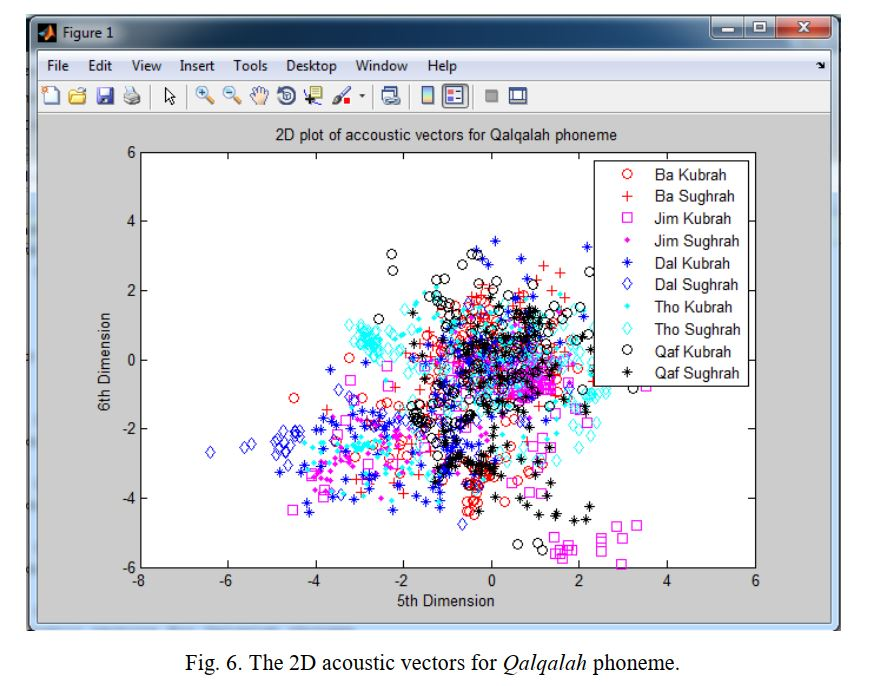 Figure 1
File Edit View Insert Tools Desktop Window Help
2D plot of accoustic vectors for Qalqalah phoneme
6
4
2
0
-2
-4
-6
6th Dimension
-8 -6 -4 -2 0 2 4 6
5th Dimension
Ba Kubrah
Ba Sughrah
Jim Kubrah
Jim Sughrah
Dal Kubrah
Dal Sughrah
Tho Kubrah
Tho Sughrah
Qaf Kubrah
Qaf Sughrah
Fig. 6. The 2D acoustic vectors for Qalqalah phoneme.